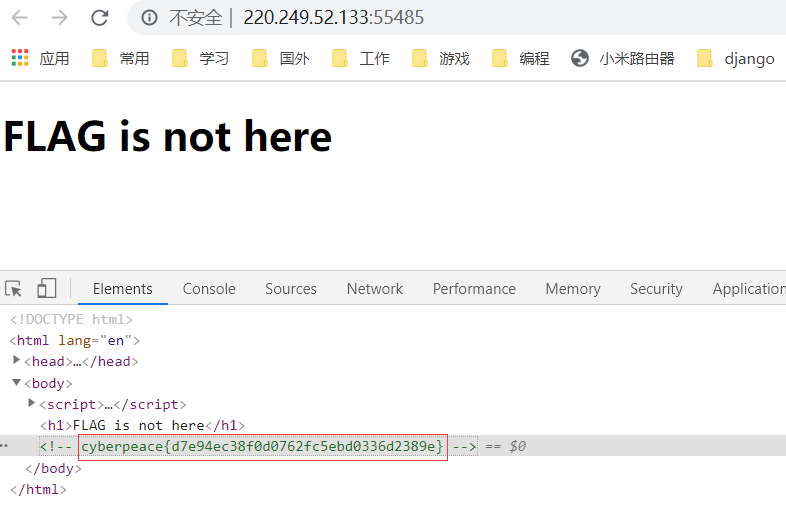 不安全 | 220.249.52.133:55485
应用 常用 学习 国外 工作 游戏 编程 小米路由器 django
FLAG is not here
Elements Console Sources Network Performance Memory Security Application
<!DOCTYPE html>
<html lang="en">
<head>…</head>
<body>
<script>…</script>
<h1>FLAG is not here</h1>
<!-- cyberpeace{d7e94ec38f0d0762fc5ebd0336d2389e} --> == $0
</body>
</html>